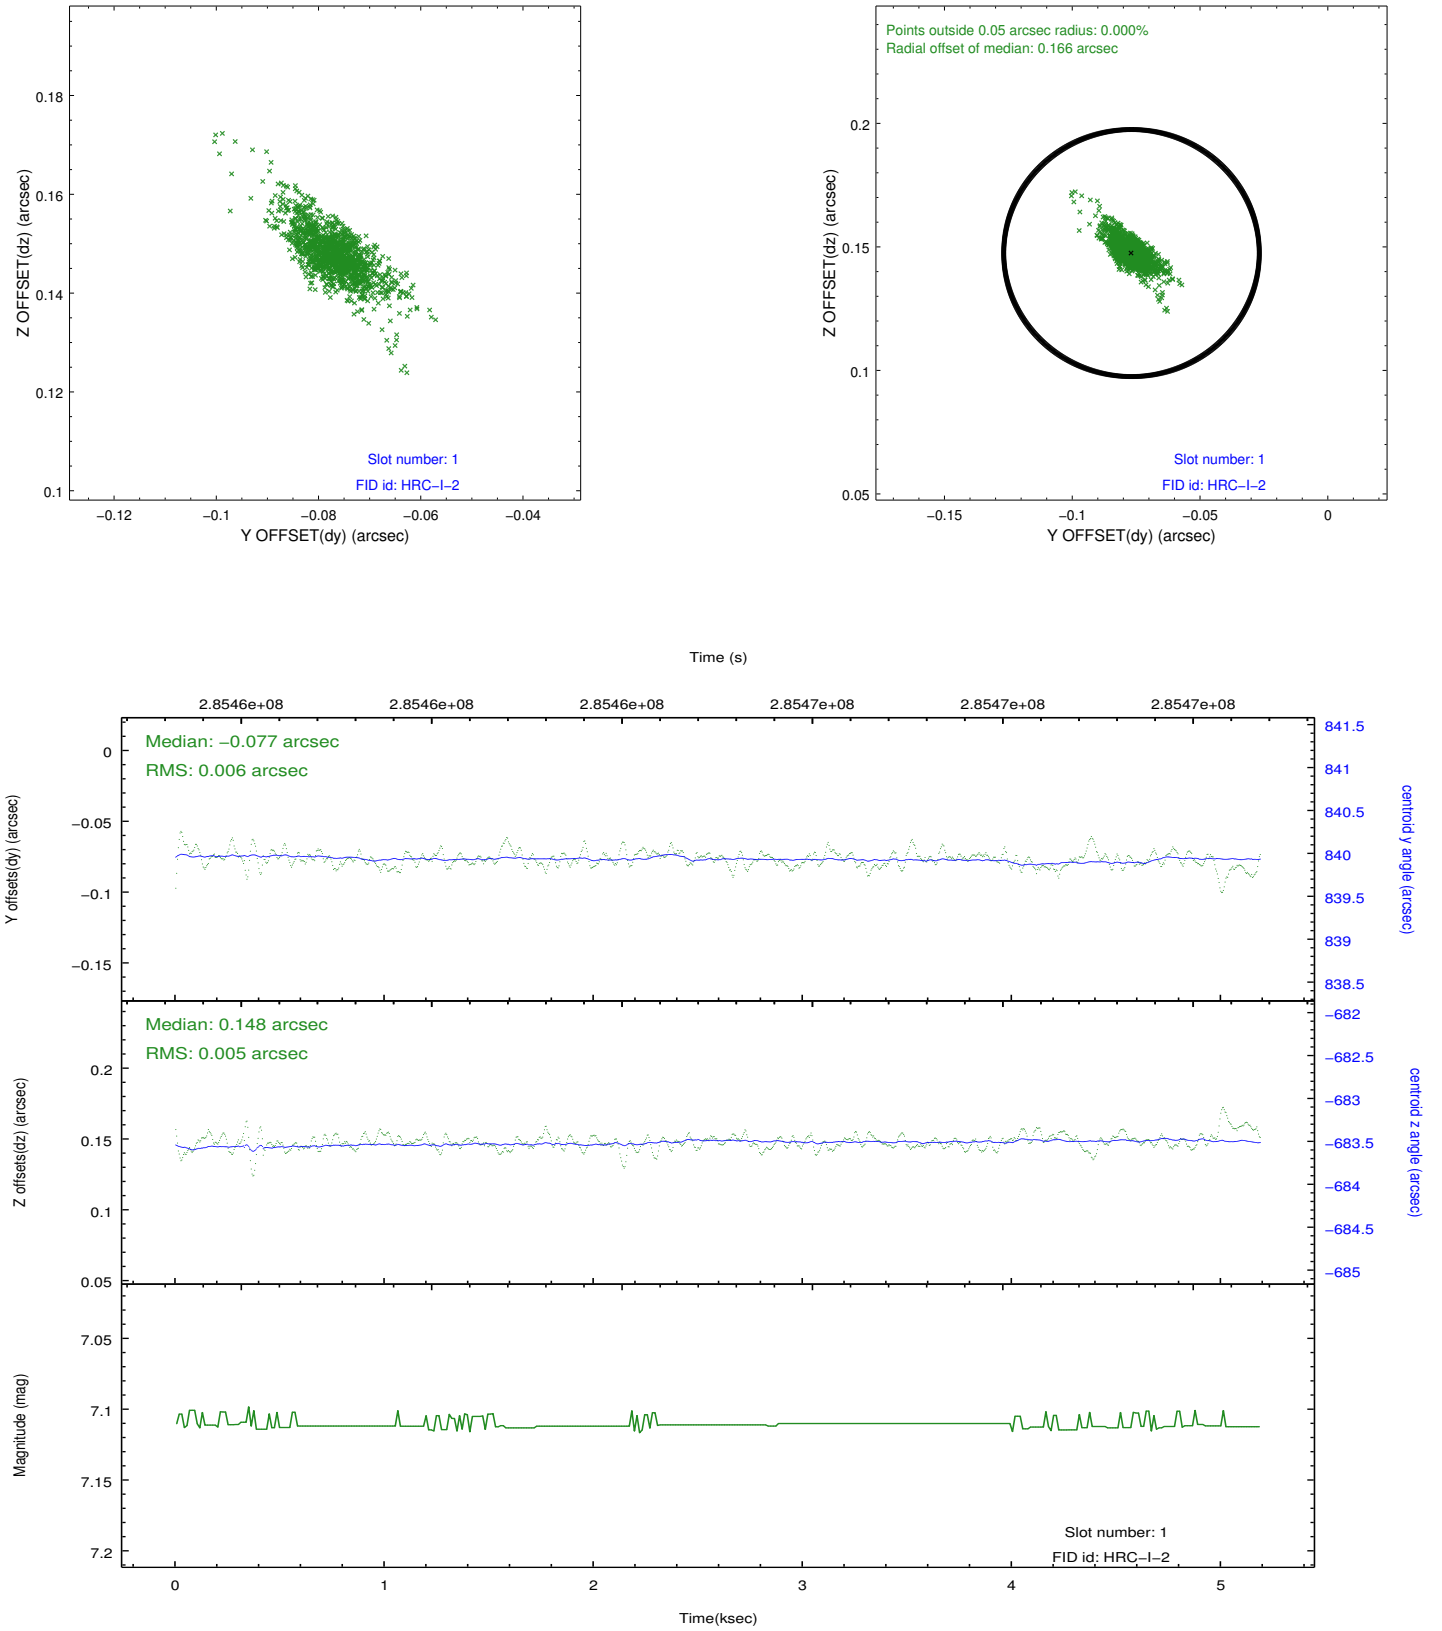 0.18
0.16
0.14
0.12
0.1
Z OFFSET(dz) (arcsec)
Slot number: 1
FID id: HRC−I−2
−0.12 −0.1 −0.08 −0.06 −0.04
Y OFFSET(dy) (arcsec)
Points outside 0.05 arcsec radius: 0.000%
Radial offset of median: 0.166 arcsec
0.2
0.15
0.1
0.05
Z OFFSET(dz) (arcsec)
Slot number: 1
FID id: HRC−I−2
−0.15 −0.1 −0.05 0
Y OFFSET(dy) (arcsec)
Time (s)
2.8546e+08 2.8546e+08 2.8546e+08 2.8547e+08 2.8547e+08 2.8547e+08
Median: −0.077 arcsec
RMS: 0.006 arcsec
0
−0.05
−0.1
−0.15
Y offsets(dy) (arcsec)
841.5
841
840.5
840
839.5
839
838.5
centroid y angle (arcsec)
Median: 0.148 arcsec
RMS: 0.005 arcsec
0.2
0.15
0.1
0.05
Z offsets(dz) (arcsec)
−682
−682.5
−683
−683.5
−684
−684.5
−685
centroid z angle (arcsec)
7.05
7.1
7.15
7.2
Magnitude (mag)
Slot number: 1
FID id: HRC−I−2
0 1 2 3 4 5
Time(ksec)